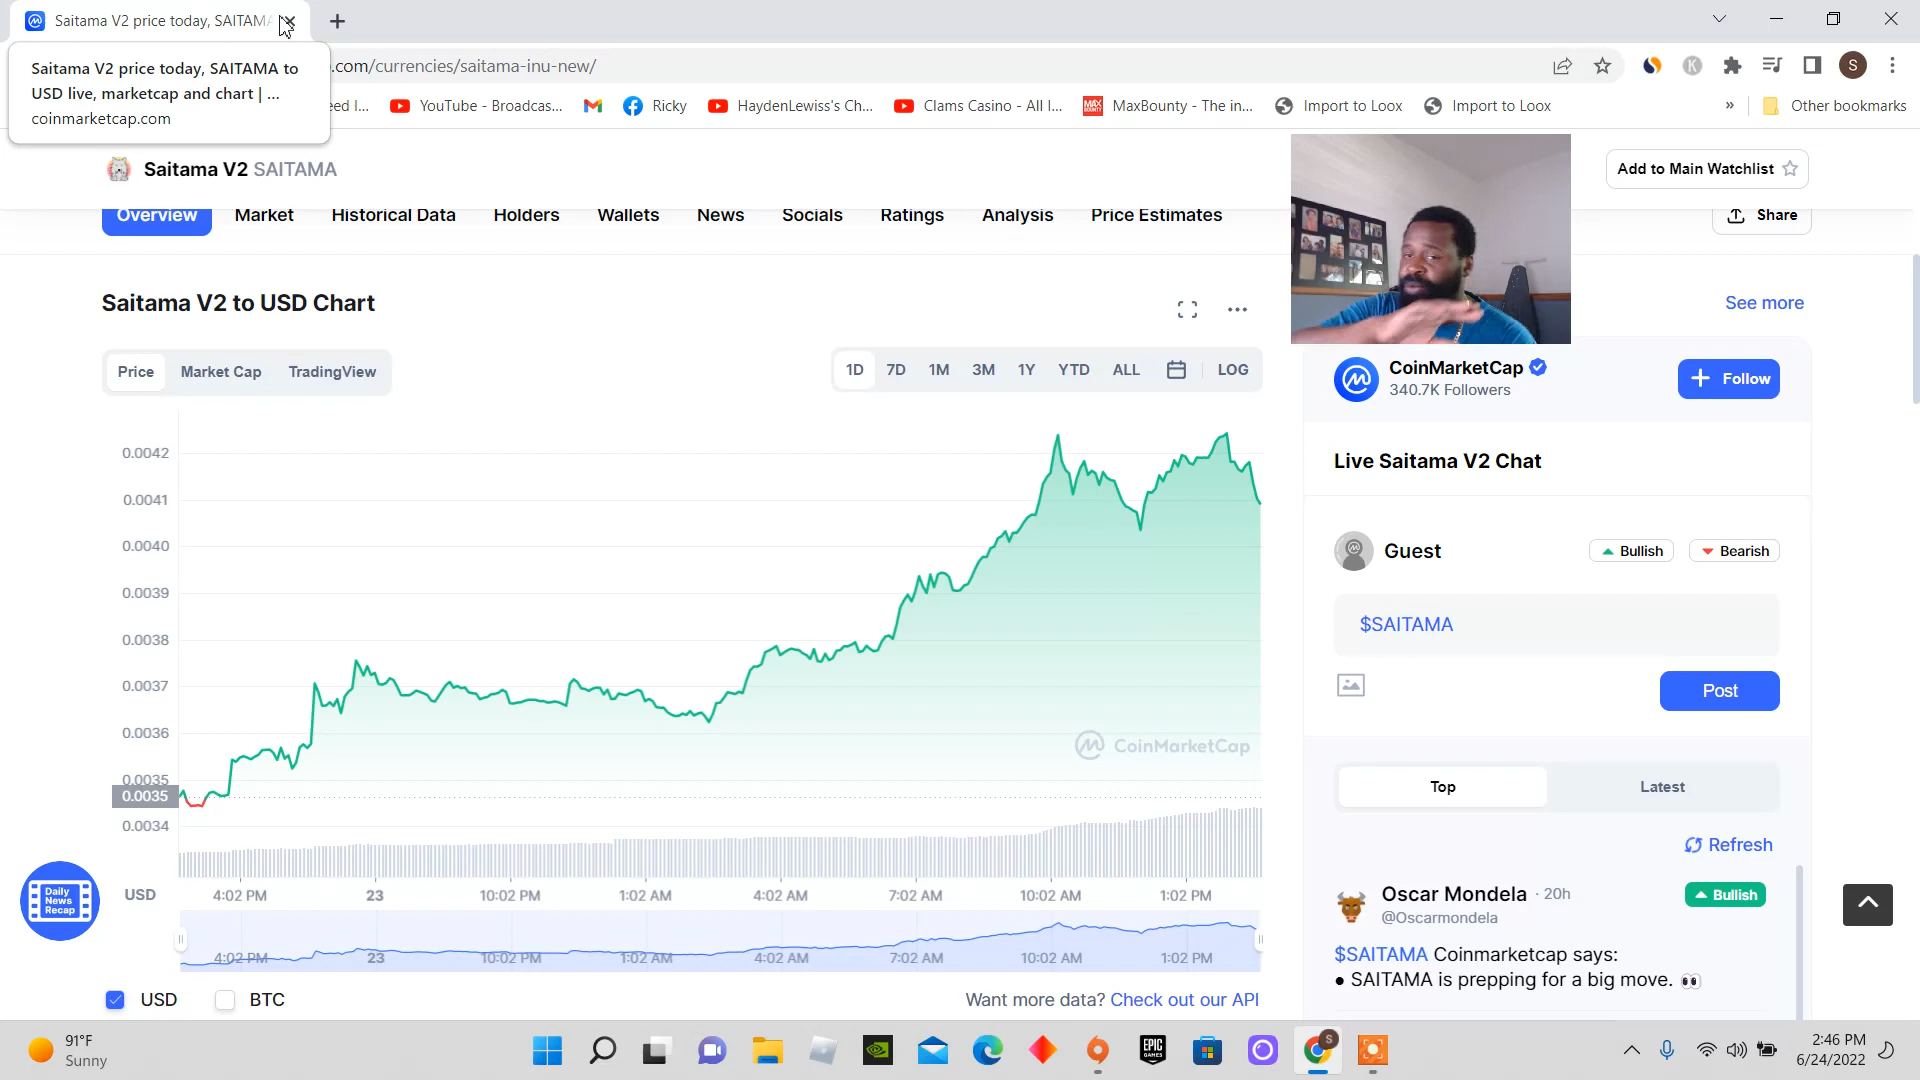 Saitama V2 price today, SAITAMA
Saitama V2 price today, SAITAMA to
USD live, marketcap and chart | ...
coinmarketcap.com
.com/currencies/saitama-inu-new/
S
eed I...
YouTube - Broadcas...
Ricky
HaydenLewiss's Ch...
Clams Casino - All I...
MAX BOUNTY
MaxBounty - The in...
Import to Loox
Import to Loox
»
Other bookmarks
Saitama V2 SAITAMA
Add to Main Watchlist
Overview
Market
Historical Data
Holders
Wallets
News
Socials
Ratings
Analysis
Price Estimates
Share
Saitama V2 to USD Chart
See more
Price
Market Cap
TradingView
1D
7D
1M
3M
1Y
YTD
ALL
LOG
CoinMarketCap
340.7K Followers
+ Follow
0.0042
0.0041
0.0040
0.0039
0.0038
0.0037
0.0036
0.0035
0.0035
0.0034
CoinMarketCap
USD
4:02 PM
23
10:02 PM
1:02 AM
4:02 AM
7:02 AM
10:02 AM
1:02 PM
4:02 PM
23
10:02 PM
1:02 AM
4:02 AM
7:02 AM
10:02 AM
1:02 PM
USD
BTC
Want more data? Check out our API
Daily
News
Recap
Live Saitama V2 Chat
Guest
Bullish
Bearish
$SAITAMA
Post
Top
Latest
Refresh
Oscar Mondela · 20h
Bullish
@Oscarmondela
$SAITAMA Coinmarketcap says:
● SAITAMA is prepping for a big move. 👀
91°F
Sunny
EPIC
GAMES
S
2:46 PM
6/24/2022